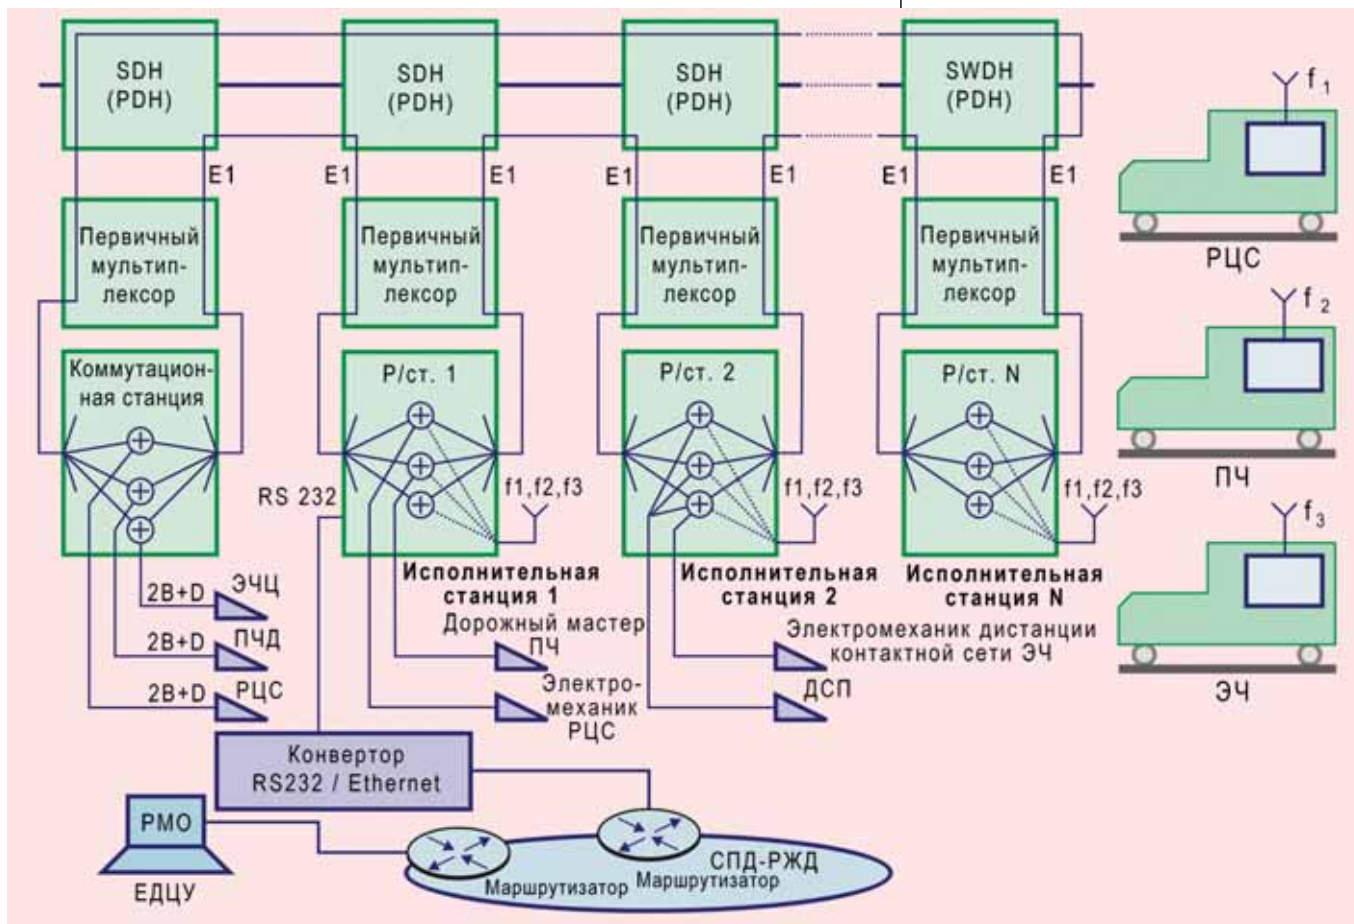 SDH
(PDH)
SDH
(PDH)
SDH
(PDH)
SWDH
(PDH)
f 1
E1
E1
E1
E1
E1
E1
E1
РЦС
Первичный
мультип-
лексор
Первичный
мультип-
лексор
Первичный
мультип-
лексор
Первичный
мультип-
лексор
f 2
ПЧ
Коммутацион-
ная станция
Р/ст. 1
Р/ст. 2
Р/ст. N
RS 232
f1,f2,f3
f1,f2,f3
f1,f2,f3
f 3
ЭЧ
Исполнительная
станция 1
Исполнительная
станция 2
Исполнительная
станция N
2B+D
ЭЧЦ
2B+D
ПЧД
2B+D
РЦС
Дорожный мастер
ПЧ
Электро-
механик
РЦС
Электромеханик дистанции
контактной сети ЭЧ
ДСП
Конвертор
RS232 / Ethernet
РМО
ЕДЦУ
СПД-РЖД
Маршрутизатор
Маршрутизатор